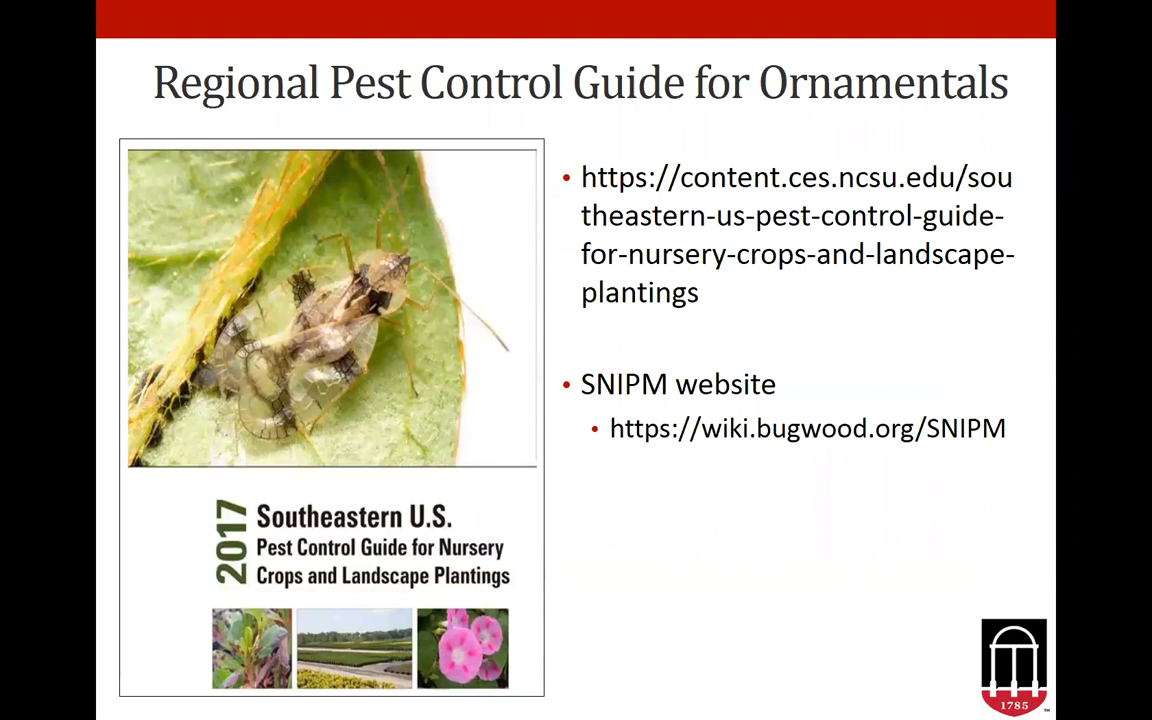 Regional Pest Control Guide for Ornamentals
• https://content.ces.ncsu.edu/sou
theastern-us-pest-control-guide-
for-nursery-crops-and-landscape-
plantings
• SNIPM website
• https://wiki.bugwood.org/SNIPM
2017
Southeastern U.S.
Pest Control Guide for Nursery
Crops and Landscape Plantings
1785
TM